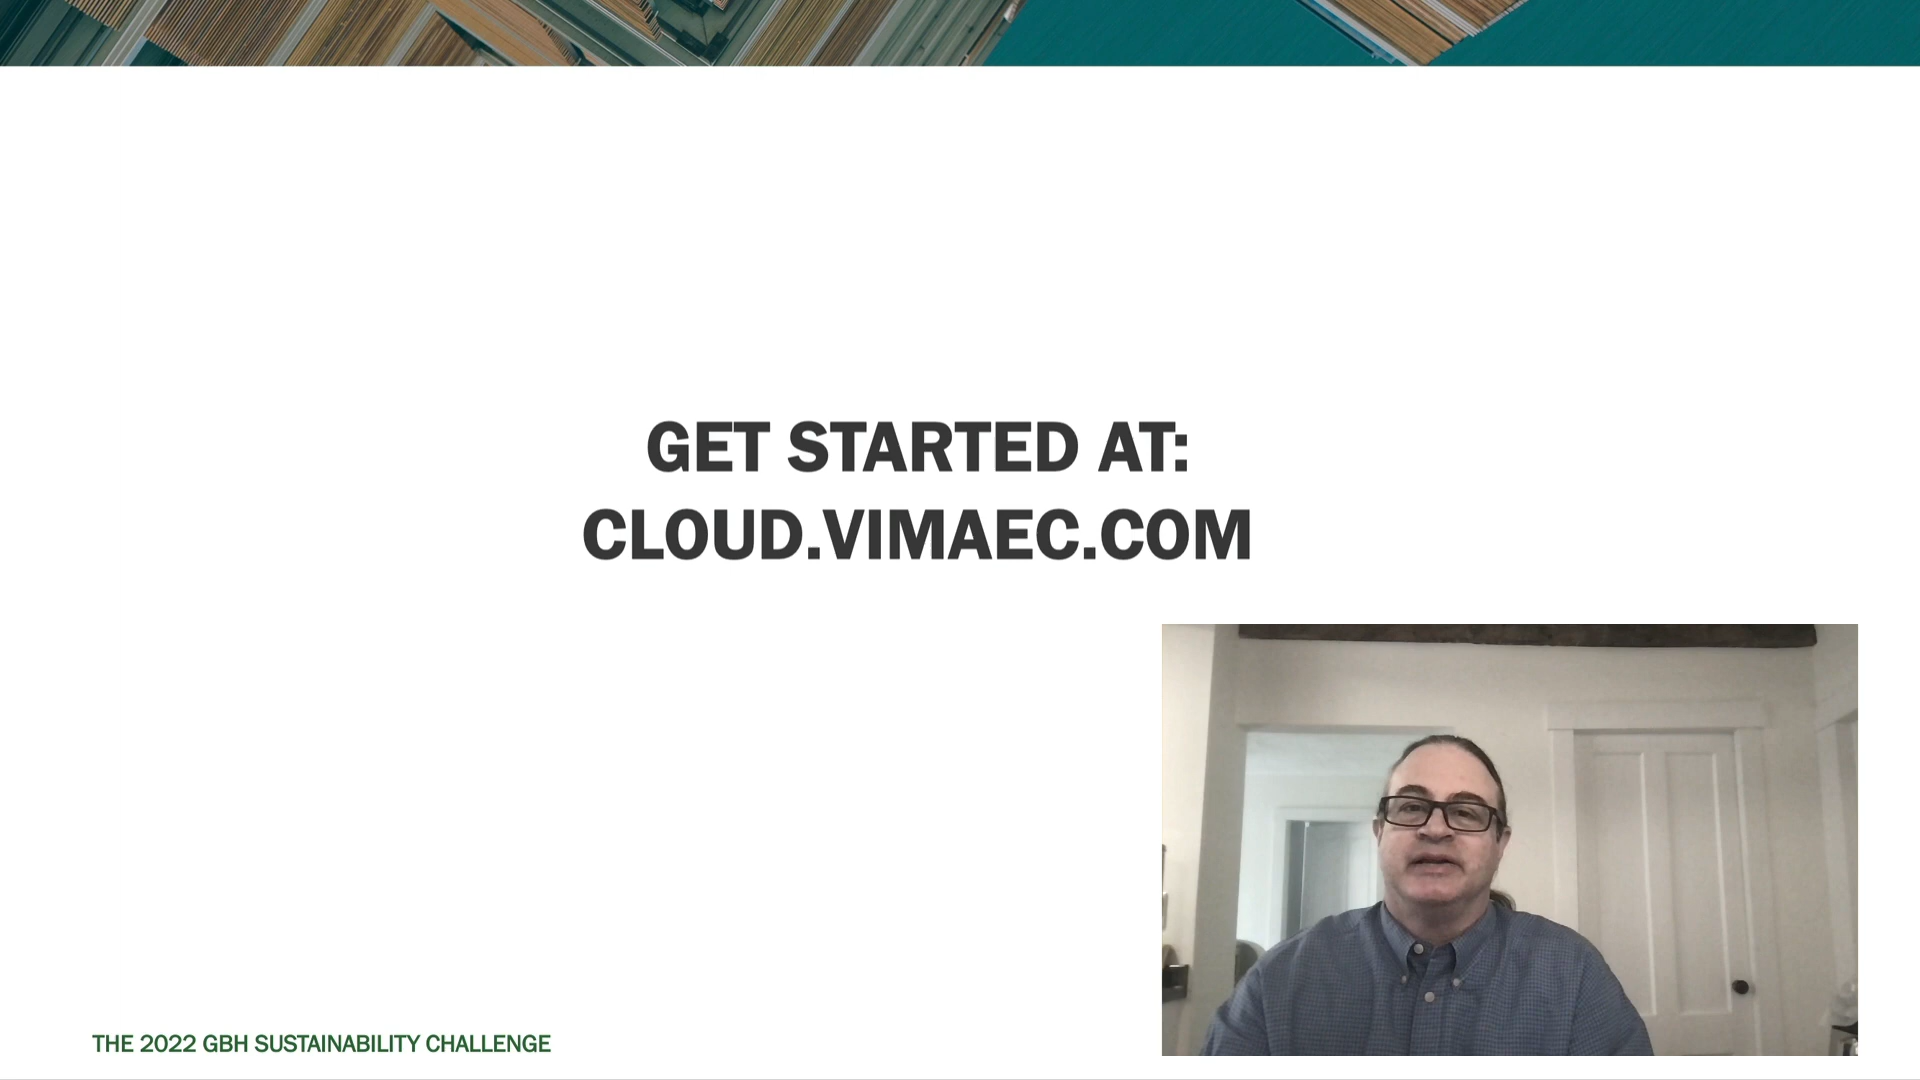 GET STARTED AT:
CLOUD.VIMAEC.COM
THE 2022 GBH SUSTAINABILITY CHALLENGE